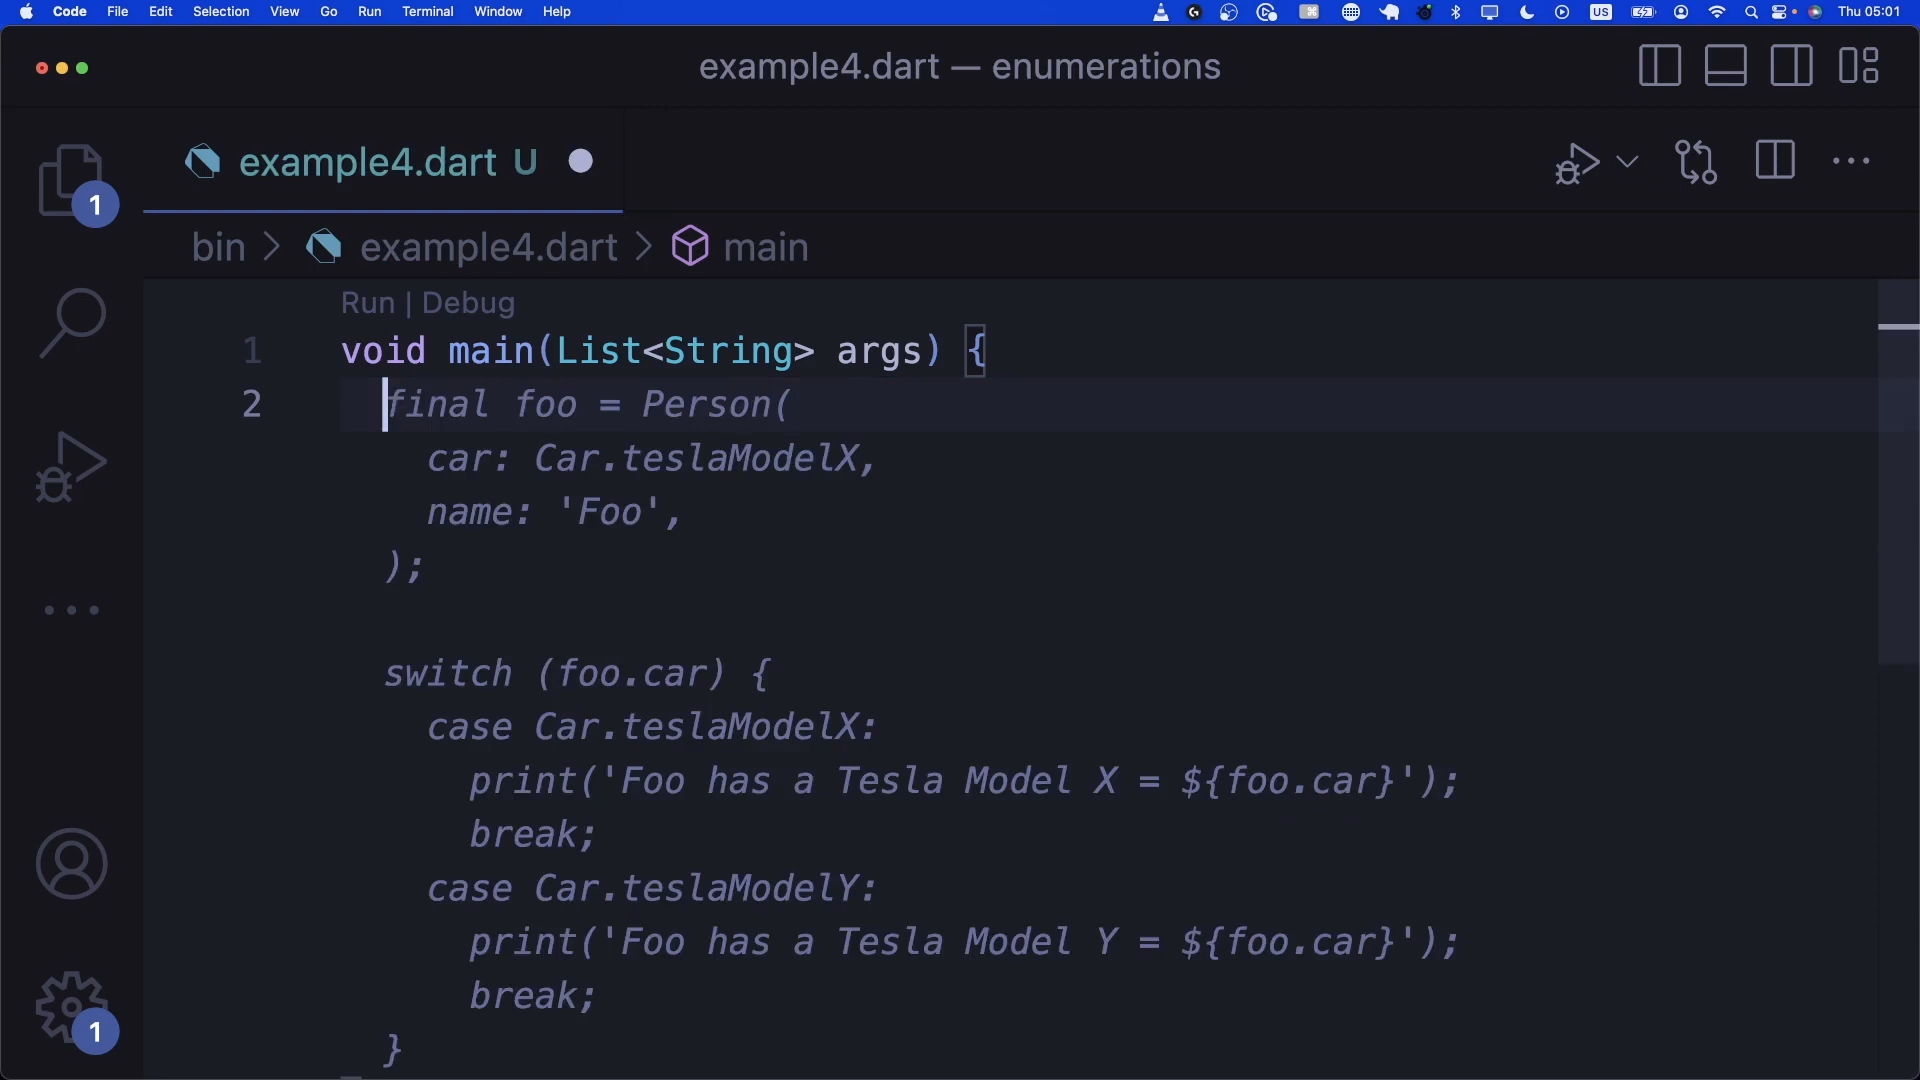 Code File Edit Selection View Go Run Terminal Window Help US Thu 05:01
example4.dart — enumerations
example4.dart U
1
bin > example4.dart > main
Run | Debug
1 void main(List<String> args) {
2 final foo = Person(
car: Car.teslaModelX,
name: 'Foo',
);
switch (foo.car) {
case Car.teslaModelX:
print('Foo has a Tesla Model X = ${foo.car}');
break;
case Car.teslaModelY:
print('Foo has a Tesla Model Y = ${foo.car}');
break;
1
}